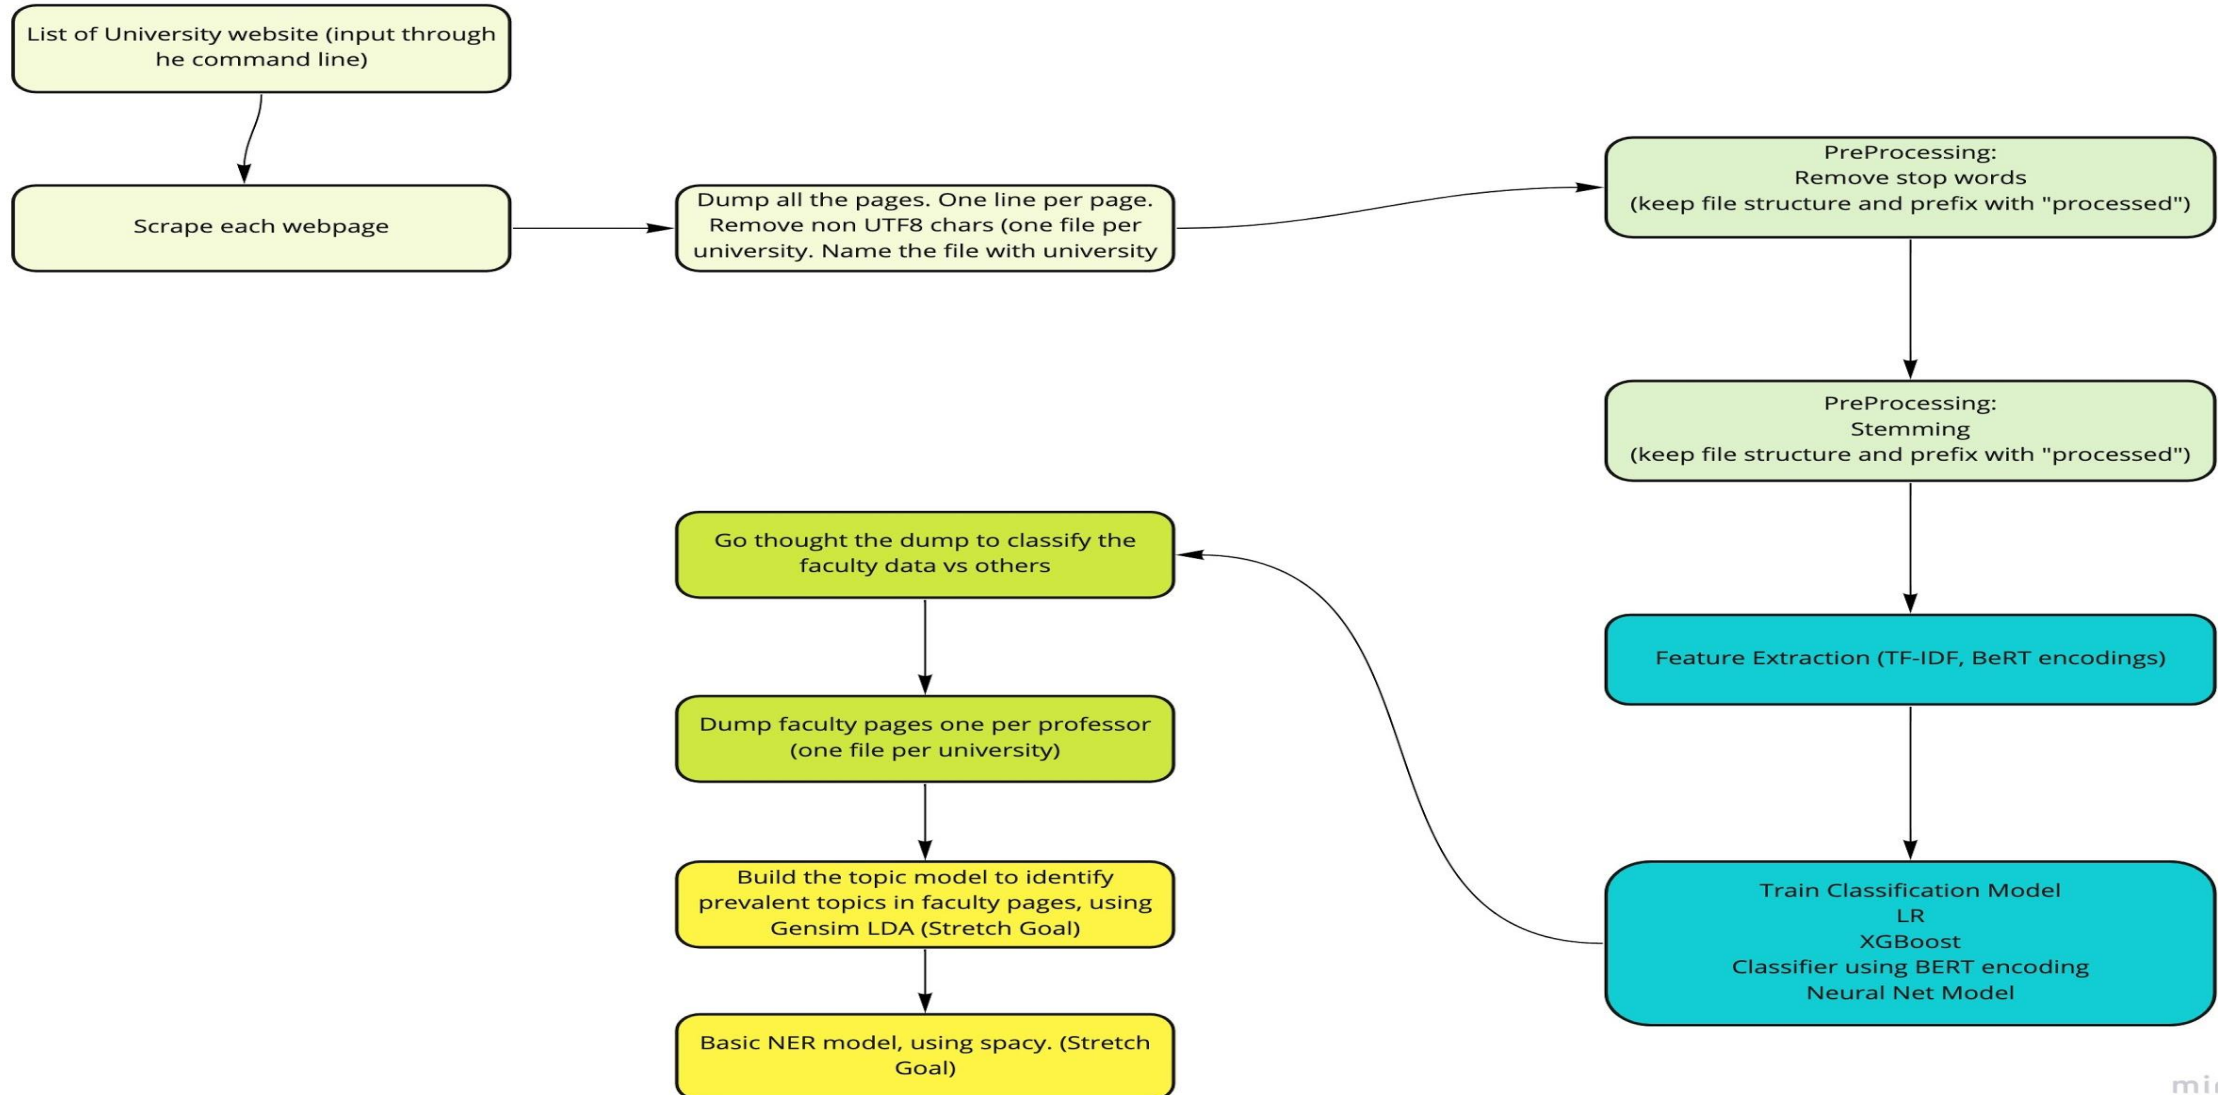 List of University website (input through
he command line)
Scrape each webpage
Dump all the pages. One line per page.
Remove non UTF8 chars (one file per
university. Name the file with university
PreProcessing:
Remove stop words
(keep file structure and prefix with "processed")
PreProcessing:
Stemming
(keep file structure and prefix with "processed")
Feature Extraction (TF-IDF, BeRT encodings)
Train Classification Model
LR
XGBoost
Classifier using BERT encoding
Neural Net Model
Go thought the dump to classify the
faculty data vs others
Dump faculty pages one per professor
(one file per university)
Build the topic model to identify
prevalent topics in faculty pages, using
Gensim LDA (Stretch Goal)
Basic NER model, using spacy. (Stretch
Goal)